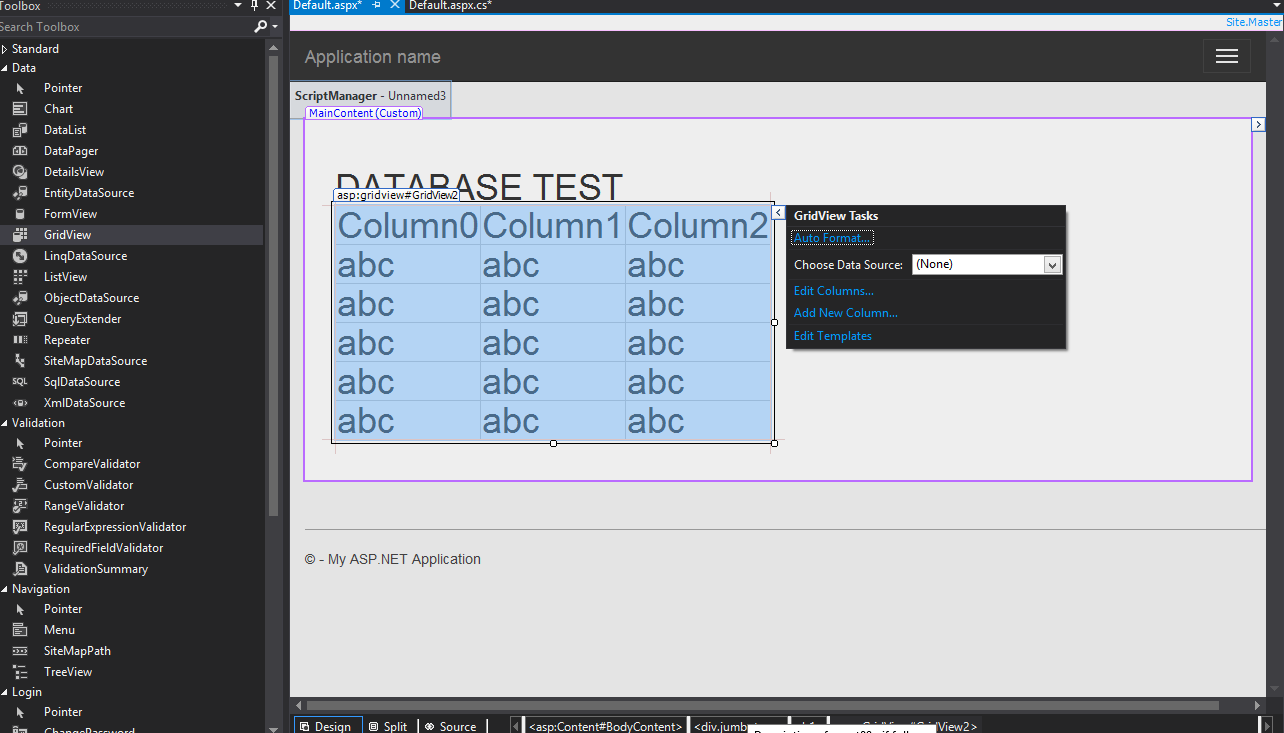 Toolbox
Search Toolbox
Standard
Data
Pointer
Chart
DataList
DataPager
DetailsView
EntityDataSource
FormView
GridView
LinqDataSource
ListView
ObjectDataSource
QueryExtender
Repeater
SiteMapDataSource
SQL SqlDataSource
XmlDataSource
Validation
Pointer
CompareValidator
CustomValidator
RangeValidator
RegularExpressionValidator
RequiredFieldValidator
ValidationSummary
Navigation
Pointer
Menu
SiteMapPath
TreeView
Login
Pointer
ChangePassword
Default.aspx* Default.aspx.cs*
Site.Master
Application name
ScriptManager - Unnamed3
MainContent (Custom)
DATABASE TEST
asp:gridview#GridView2
Column0 Column1 Column2
abc abc abc
abc abc abc
abc abc abc
abc abc abc
abc abc abc
GridView Tasks
Auto Format...
Choose Data Source: (None)
Edit Columns...
Add New Column...
Edit Templates
© - My ASP.NET Application
Design Split Source <asp:Content#BodyContent> <div.jumb GridView#GridView2>